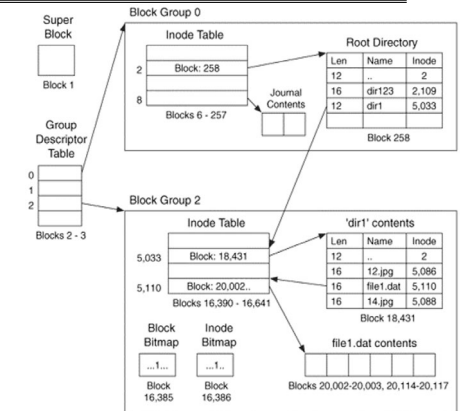 Super
Block
Block 1
Group
Descriptor
Table
0
1
2
Blocks 2 - 3
Block Group 0
Inode Table
2 Block: 258
8
Blocks 6 - 257
Journal
Contents
Root Directory
Len Name Inode
12 .. 2
16 dir123 2,109
12 dir1 5,033
Block 258
Block Group 2
Inode Table
5,033 Block: 18,431
5,110 Block: 20,002..
Blocks 16,390 - 16,641
'dir1' contents
Len Name Inode
12 .. 2
16 12.jpg 5,086
16 file1.dat 5,110
16 14.jpg 5,088
Block 18,431
Block
Bitmap
...1...
Block
16,385
Inode
Bitmap
...1..
Block
16,386
file1.dat contents
Blocks 20,002-20,003, 20,114-20,117